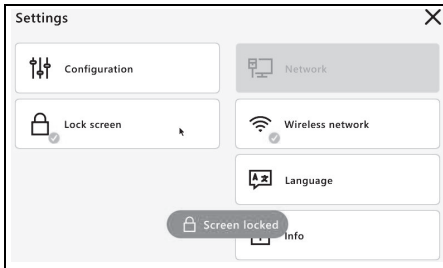 Settings
Configuration
Network
Lock screen
Wireless network
Language
Screen locked
Info